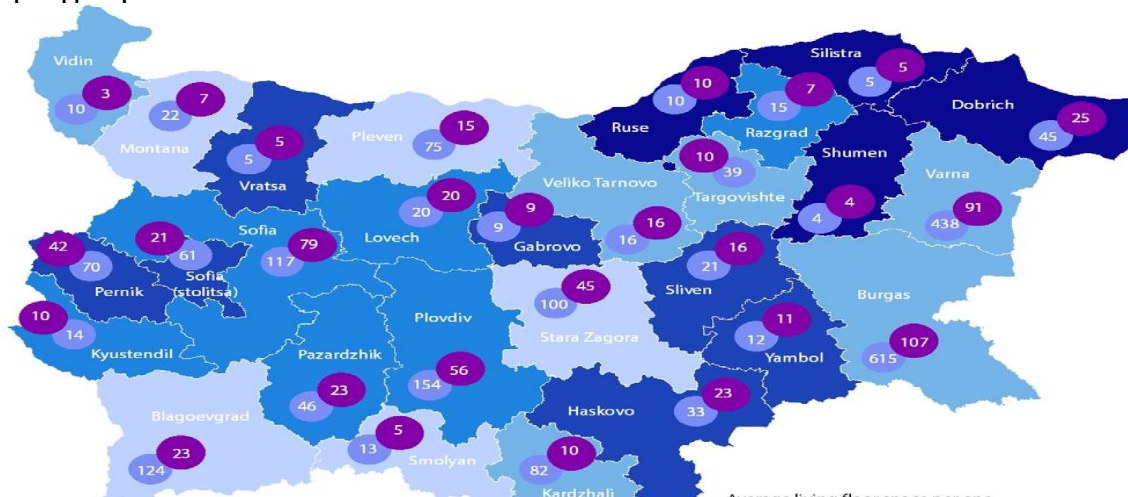 Vidin
3
10
7
22
Montana
5
5
Vratsa
15
75
Pleven
10
10
Ruse
7
15
Razgrad
Silistra
5
5
Dobrich
25
45
Shumen
4
4
Varna
91
438
10
39
Targovishte
Veliko Tarnovo
16
16
20
20
Lovech
9
9
Gabrovo
21
61
Sofia
(stolitsa)
Sofia
79
117
42
70
Pernik
10
14
Kyustendil
16
21
Sliven
11
12
Yambol
Burgas
107
615
45
100
Stara Zagora
Plovdiv
56
154
Pazardzhik
23
46
Blagoevgrad
23
124
5
13
Smolyan
Haskovo
23
33
10
82
Kardzhali